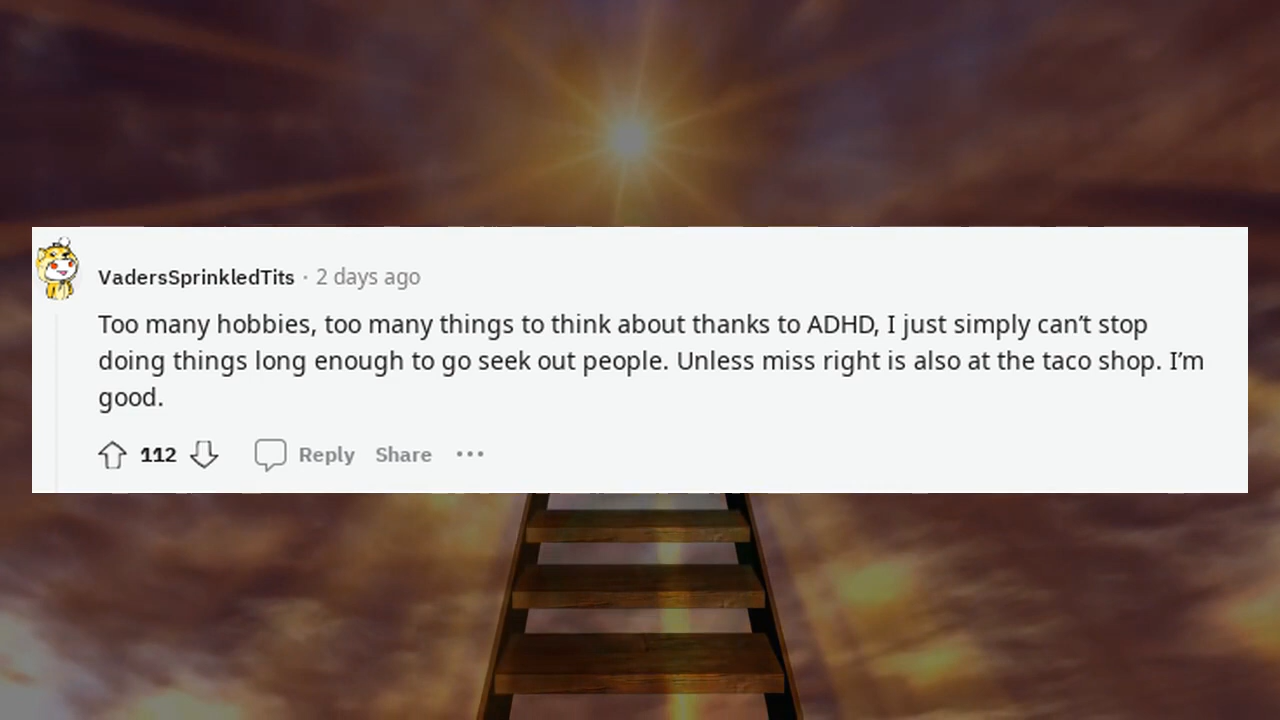 VadersSprinkledTits · 2 days ago
Too many hobbies, too many things to think about thanks to ADHD, I just simply can’t stop
doing things long enough to go seek out people. Unless miss right is also at the taco shop. I’m
good.
112 Reply Share •••